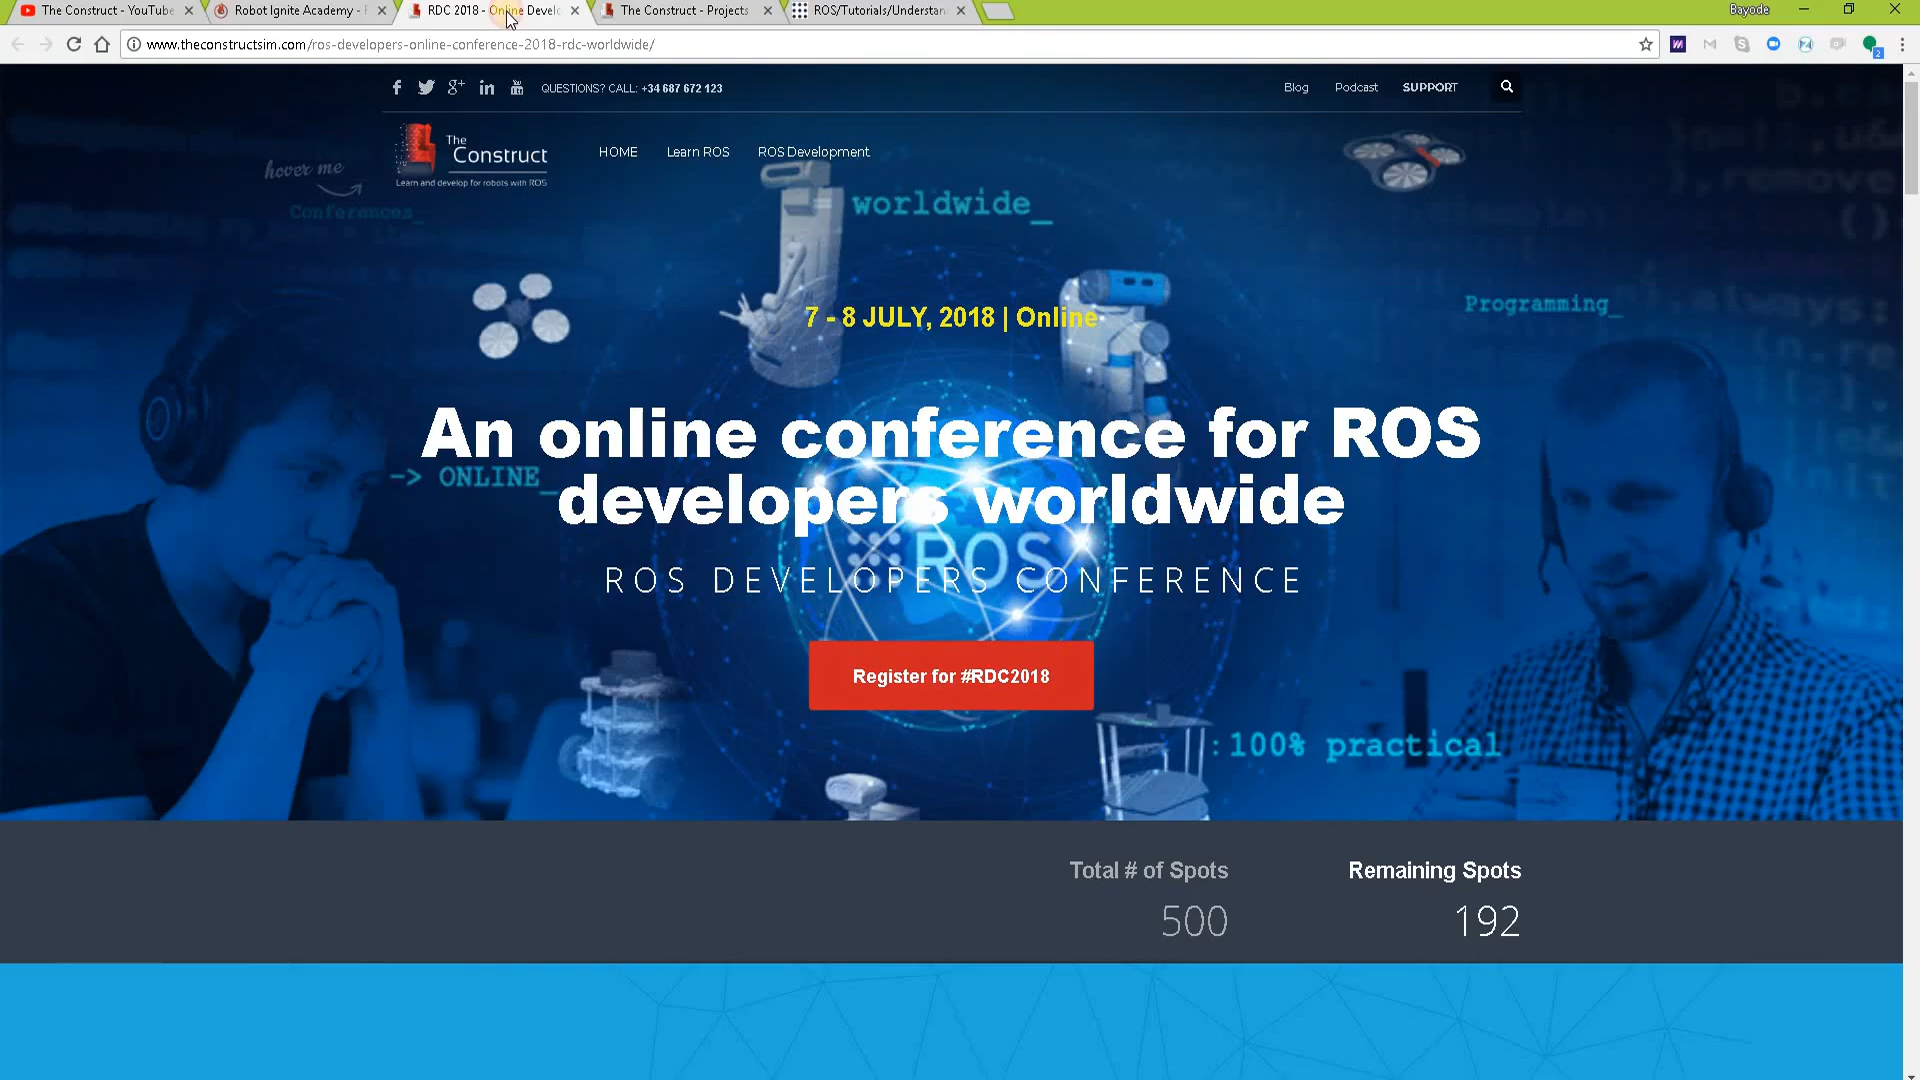 The Construct - YouTube
Robot Ignite Academy -
RDC 2018 - Online Develo
The Construct - Projects
ROS/Tutorials/Understan
Bayode
www.theconstructsim.com/ros-developers-online-conference-2018-rdc-worldwide/
2
QUESTIONS? CALL: +34 687 672 123
Blog
Podcast
SUPPORT
The
Construct
Learn and develop for robots with ROS
HOME
Learn ROS
ROS Development
hover me
Conferences_
worldwide_
7 - 8 JULY, 2018 | Online
Programming_
An online conference for ROS
-> ONLINE_
developers worldwide
ROS
ROS DEVELOPERS CONFERENCE
Register for #RDC2018
:100% practical
Total # of Spots
Remaining Spots
500
192